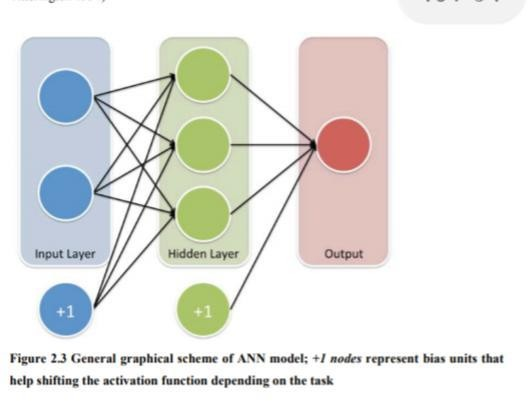 Input Layer
Hidden Layer
Output
+1
+1
Figure 2.3 General graphical scheme of ANN model; +1 nodes represent bias units that
help shifting the activation function depending on the task